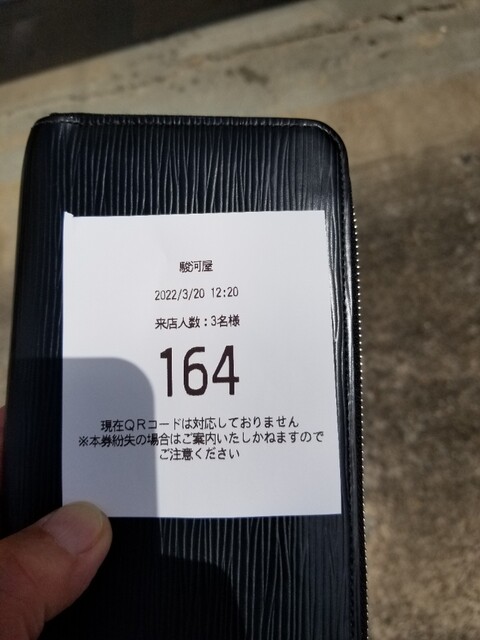 駿河屋
2022/3/20 12:20
来店人数：3名様
164
現在QRコードは対応しておりません
※本券紛失の場合はご案内いたしかねますので
ご注意ください